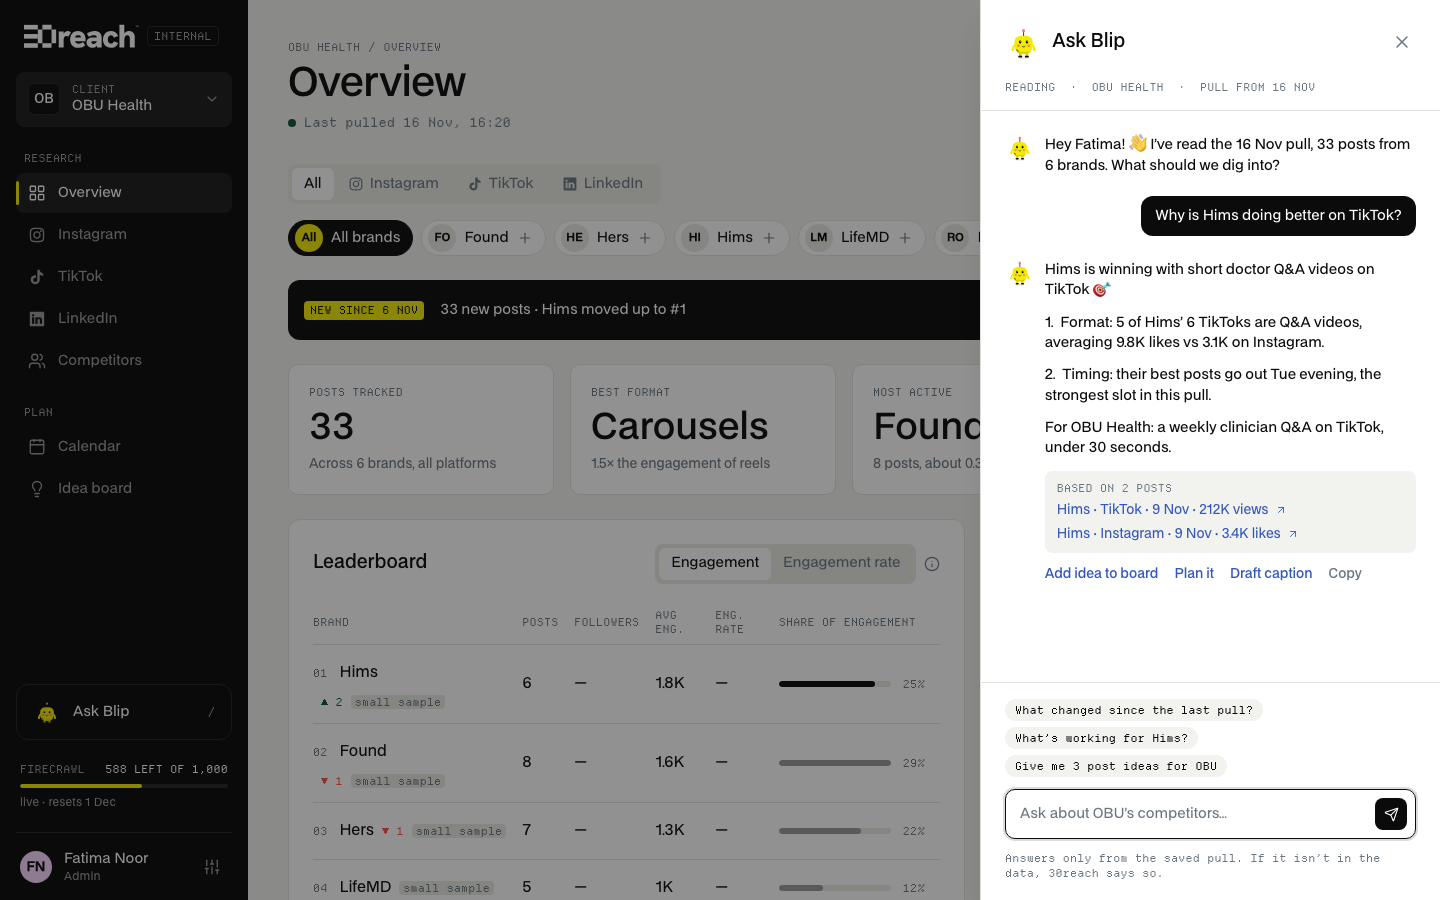 30reach INTERNAL
OB
CLIENT
OBU Health
RESEARCH
Overview
Instagram
TikTok
LinkedIn
Competitors
PLAN
Calendar
Idea board
Ask Blip /
FIRECRAWL 588 LEFT OF 1,000
live · resets 1 Dec
FN
Fatima Noor
Admin
OBU HEALTH / OVERVIEW
Overview
Last pulled 16 Nov, 16:20
All Instagram TikTok LinkedIn
All All brands FO Found HE Hers HI Hims LM LifeMD RO
NEW SINCE 6 NOV 33 new posts · Hims moved up to #1
POSTS TRACKED
33
Across 6 brands, all platforms
BEST FORMAT
Carousels
1.5× the engagement of reels
MOST ACTIVE
Found
8 posts, about 0.3
Leaderboard
Engagement Engagement rate
BRAND POSTS FOLLOWERS AVG ENG. ENG. RATE SHARE OF ENGAGEMENT
01 Hims 6 — 1.8K — 25%
▲ 2 small sample
02 Found 8 — 1.6K — 29%
▼ 1 small sample
03 Hers ▼ 1 small sample 7 — 1.3K — 22%
04 LifeMD small sample 5 — 1K — 12%
Ask Blip
READING · OBU HEALTH · PULL FROM 16 NOV
Hey Fatima! 👋 I've read the 16 Nov pull, 33 posts from
6 brands. What should we dig into?
Why is Hims doing better on TikTok?
Hims is winning with short doctor Q&A videos on
TikTok 🎯
1. Format: 5 of Hims' 6 TikToks are Q&A videos,
averaging 9.8K likes vs 3.1K on Instagram.
2. Timing: their best posts go out Tue evening, the
strongest slot in this pull.
For OBU Health: a weekly clinician Q&A on TikTok,
under 30 seconds.
BASED ON 2 POSTS
Hims · TikTok · 9 Nov · 212K views ↗
Hims · Instagram · 9 Nov · 3.4K likes ↗
Add idea to board Plan it Draft caption Copy
What changed since the last pull?
What's working for Hims?
Give me 3 post ideas for OBU
Ask about OBU's competitors...
Answers only from the saved pull. If it isn't in the
data, 30reach says so.